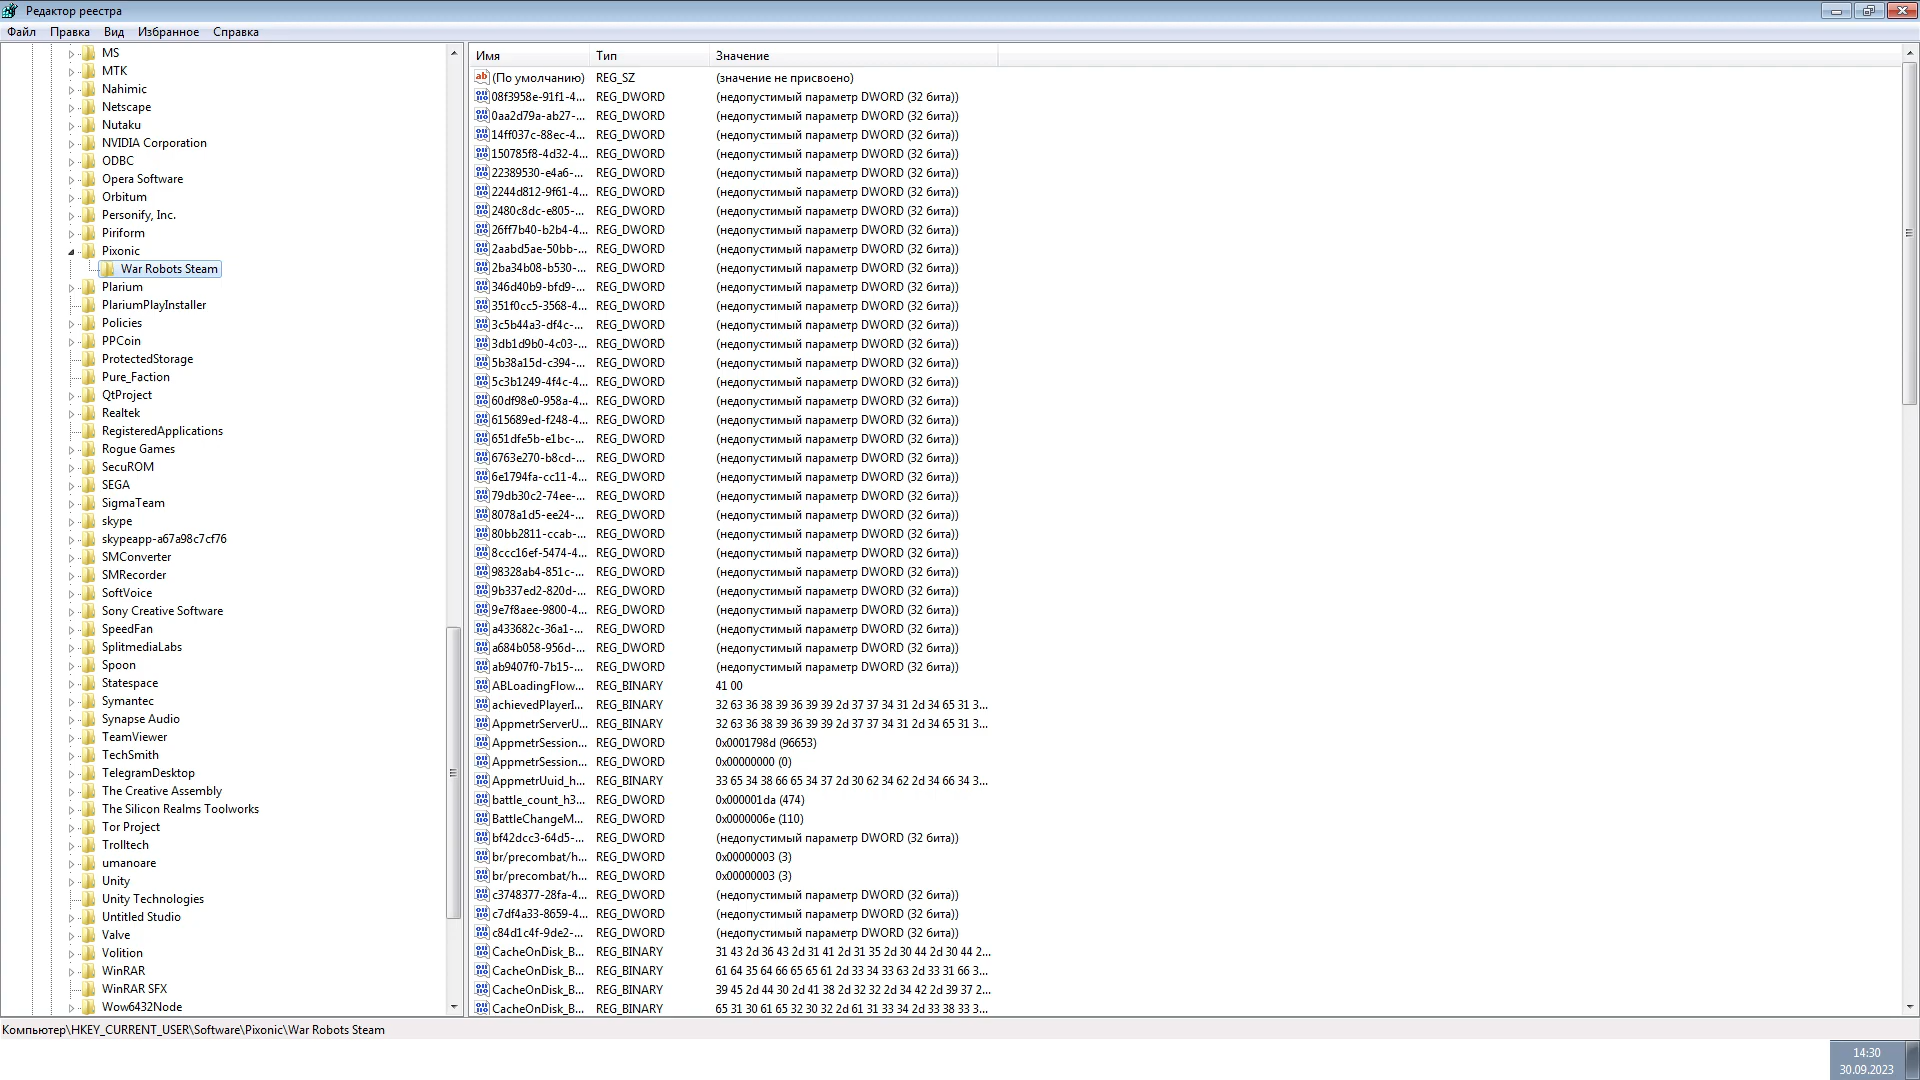 Редактор реестра
Файл Правка Вид Избранное Справка
MS
MTK
Nahimic
Netscape
Nutaku
NVIDIA Corporation
ODBC
Opera Software
Orbitum
Personify, Inc.
Piriform
Pixonic
War Robots Steam
Plarium
PlariumPlayInstaller
Policies
PPCoin
ProtectedStorage
Pure_Faction
QtProject
Realtek
RegisteredApplications
Rogue Games
SecuROM
SEGA
SigmaTeam
skype
skypeapp-a67a98c7cf76
SMConverter
SMRecorder
SoftVoice
Sony Creative Software
SpeedFan
SplitmediaLabs
Spoon
Statespace
Symantec
Synapse Audio
TeamViewer
TechSmith
TelegramDesktop
The Creative Assembly
The Silicon Realms Toolworks
Tor Project
Trolltech
umanoare
Unity
Unity Technologies
Untitled Studio
Valve
Volition
WinRAR
WinRAR SFX
Wow6432Node
Имя Тип Значение
(По умолчанию) REG_SZ (значение не присвоено)
08f3958e-91f1-4... REG_DWORD (недопустимый параметр DWORD (32 бита))
0aa2d79a-ab27-... REG_DWORD (недопустимый параметр DWORD (32 бита))
14ff037c-88ec-4... REG_DWORD (недопустимый параметр DWORD (32 бита))
150785f8-4d32-4... REG_DWORD (недопустимый параметр DWORD (32 бита))
22389530-e4a6-... REG_DWORD (недопустимый параметр DWORD (32 бита))
2244d812-9f61-4... REG_DWORD (недопустимый параметр DWORD (32 бита))
2480c8dc-e805-... REG_DWORD (недопустимый параметр DWORD (32 бита))
26ff7b40-b2b4-4... REG_DWORD (недопустимый параметр DWORD (32 бита))
2aabd5ae-50bb-... REG_DWORD (недопустимый параметр DWORD (32 бита))
2ba34b08-b530-... REG_DWORD (недопустимый параметр DWORD (32 бита))
346d40b9-bfd9-... REG_DWORD (недопустимый параметр DWORD (32 бита))
351f0cc5-3568-4... REG_DWORD (недопустимый параметр DWORD (32 бита))
3c5b44a3-df4c-... REG_DWORD (недопустимый параметр DWORD (32 бита))
3db1d9b0-4c03-... REG_DWORD (недопустимый параметр DWORD (32 бита))
5b38a15d-c394-... REG_DWORD (недопустимый параметр DWORD (32 бита))
5c3b1249-4f4c-4... REG_DWORD (недопустимый параметр DWORD (32 бита))
60df98e0-958a-4... REG_DWORD (недопустимый параметр DWORD (32 бита))
615689ed-f248-4... REG_DWORD (недопустимый параметр DWORD (32 бита))
651dfe5b-e1bc-... REG_DWORD (недопустимый параметр DWORD (32 бита))
6763e270-b8cd-... REG_DWORD (недопустимый параметр DWORD (32 бита))
6e1794fa-cc11-4... REG_DWORD (недопустимый параметр DWORD (32 бита))
79db30c2-74ee-... REG_DWORD (недопустимый параметр DWORD (32 бита))
8078a1d5-ee24-... REG_DWORD (недопустимый параметр DWORD (32 бита))
80bb2811-ccab-... REG_DWORD (недопустимый параметр DWORD (32 бита))
8ccc16ef-5474-4... REG_DWORD (недопустимый параметр DWORD (32 бита))
98328ab4-851c-... REG_DWORD (недопустимый параметр DWORD (32 бита))
9b337ed2-820d-... REG_DWORD (недопустимый параметр DWORD (32 бита))
9e7f8aee-9800-4... REG_DWORD (недопустимый параметр DWORD (32 бита))
a433682c-36a1-... REG_DWORD (недопустимый параметр DWORD (32 бита))
a684b058-956d-... REG_DWORD (недопустимый параметр DWORD (32 бита))
ab9407f0-7b15-... REG_DWORD (недопустимый параметр DWORD (32 бита))
ABLoadingFlow... REG_BINARY 41 00
achievedPlayerI... REG_BINARY 32 63 36 38 39 36 39 39 2d 37 37 34 31 2d 34 65 31 3...
AppmetrServerU... REG_BINARY 32 63 36 38 39 36 39 39 2d 37 37 34 31 2d 34 65 31 3...
AppmetrSession... REG_DWORD 0x0001798d (96653)
AppmetrSession... REG_DWORD 0x00000000 (0)
AppmetrUuid_h... REG_BINARY 33 65 34 38 66 65 34 37 2d 30 62 34 62 2d 34 66 34 3...
battle_count_h3... REG_DWORD 0x000001da (474)
BattleChangeM... REG_DWORD 0x0000006e (110)
bf42dcc3-64d5-... REG_DWORD (недопустимый параметр DWORD (32 бита))
br/precombat/h... REG_DWORD 0x00000003 (3)
br/precombat/h... REG_DWORD 0x00000003 (3)
c3748377-28fa-4... REG_DWORD (недопустимый параметр DWORD (32 бита))
c7df4a33-8659-4... REG_DWORD (недопустимый параметр DWORD (32 бита))
c84d1c4f-9de2-... REG_DWORD (недопустимый параметр DWORD (32 бита))
CacheOnDisk_B... REG_BINARY 31 43 2d 36 43 2d 31 41 2d 31 35 2d 30 44 2d 30 44 2...
CacheOnDisk_B... REG_BINARY 61 64 35 64 66 65 65 61 2d 33 34 33 63 2d 33 31 66 3...
CacheOnDisk_B... REG_BINARY 39 45 2d 44 30 2d 41 38 2d 32 32 2d 34 42 2d 39 37 2...
CacheOnDisk_B... REG_BINARY 65 31 30 61 65 32 30 32 2d 61 31 33 34 2d 33 38 33 3...
Компьютер\HKEY_CURRENT_USER\Software\Pixonic\War Robots Steam
14:30
30.09.2023